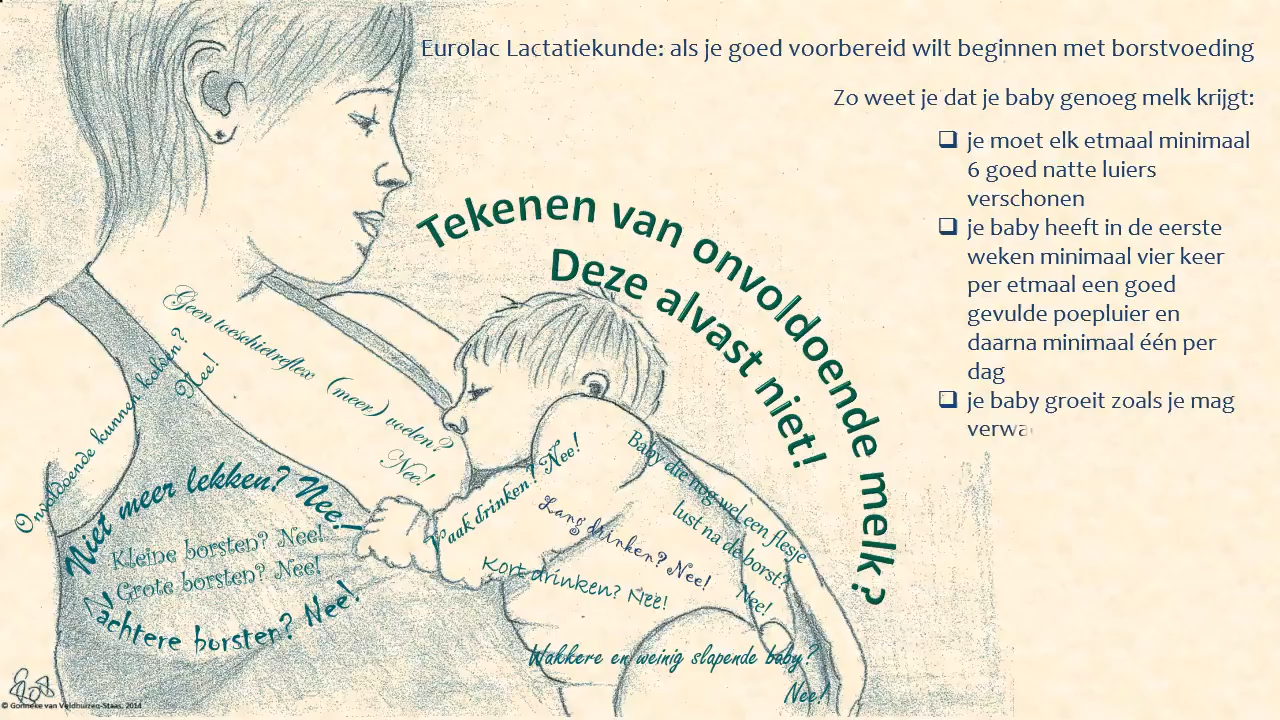 Eurolac Lactatiekunde: als je goed voorbereid wilt beginnen met borstvoeding
Zo weet je dat je baby genoeg melk krijgt:
❑ je moet elk etmaal minimaal
6 goed natte luiers
verschonen
❑ je baby heeft in de eerste
weken minimaal vier keer
per etmaal een goed
gevulde poepluier en
daarna minimaal één per
dag
❑ je baby groeit zoals je mag
verwa
Tekenen van onvoldoende melk?
Deze alvast niet!
Geen toeschietreflex (meer) voelen?
Nee!
Onvoldoende kunnen kolven?
Nee!
Niet meer lekken? Nee!
Kleine borsten? Nee!
Grote borsten? Nee!
Zachtere borsten? Nee!
Vaak drinken? Nee!
Lang drinken? Nee!
Kort drinken? Nee!
Baby die nog wel een flesje
lust na de borst?
Nee!
Wakkere en weinig slapende baby?
Nee!
© Gonneke van Veldhuizen-Staas, 2014